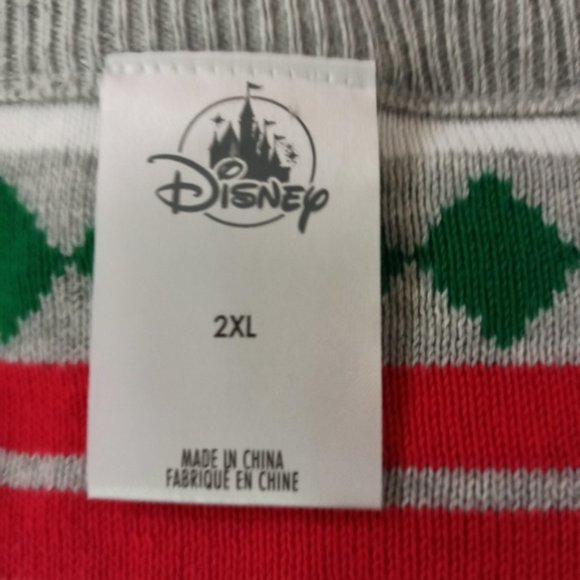 Disney
2XL
MADE IN CHINA
FABRIQUÉ EN CHINE